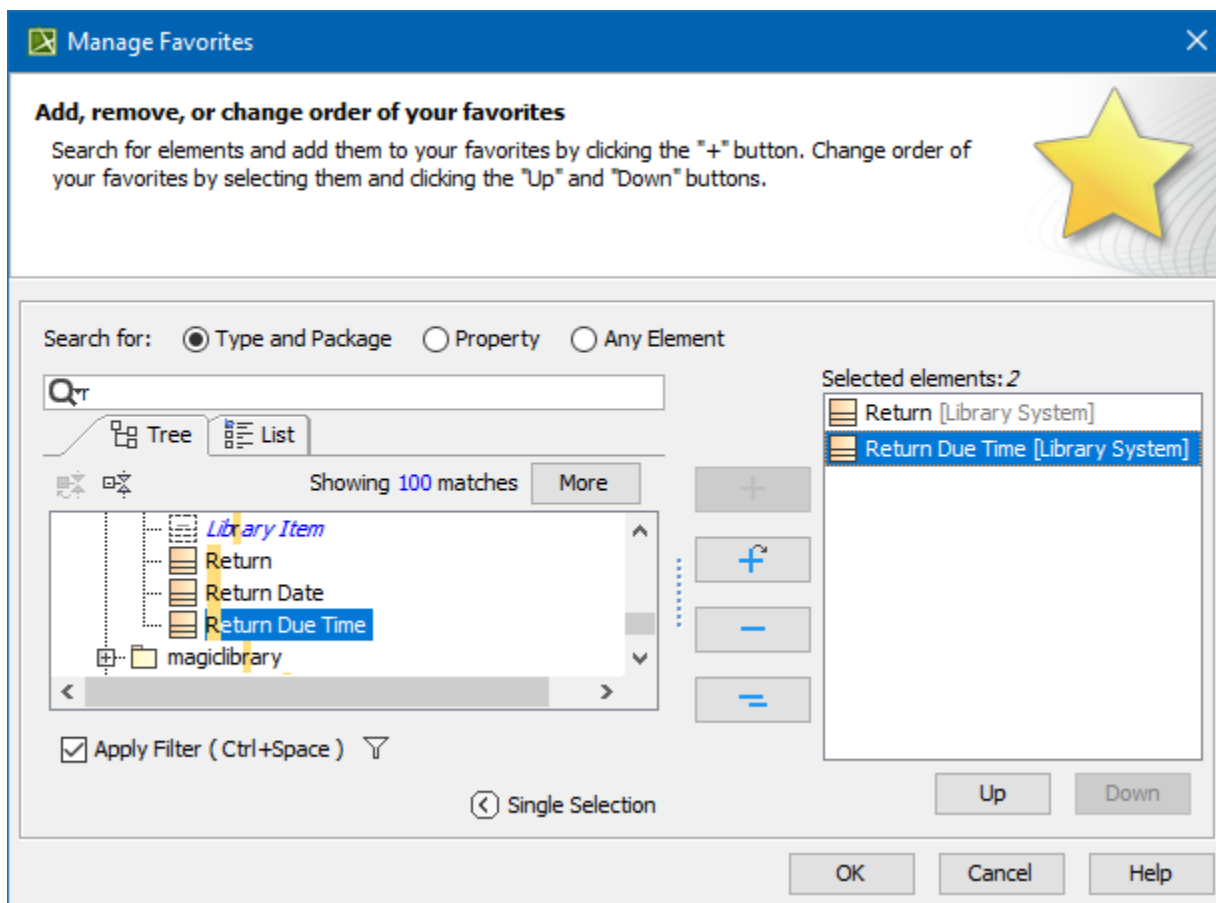 Manage Favorites
Add, remove, or change order of your favorites
Search for elements and add them to your favorites by clicking the "+" button. Change order of
your favorites by selecting them and clicking the "Up" and "Down" buttons.
Search for: Type and Package Property Any Element
r
Tree List
Showing 100 matches More
Library Item
Return
Return Date
Return Due Time
magiclibrary
Apply Filter ( Ctrl+Space )
Single Selection
Selected elements: 2
Return [Library System]
Return Due Time [Library System]
Up Down
OK Cancel Help